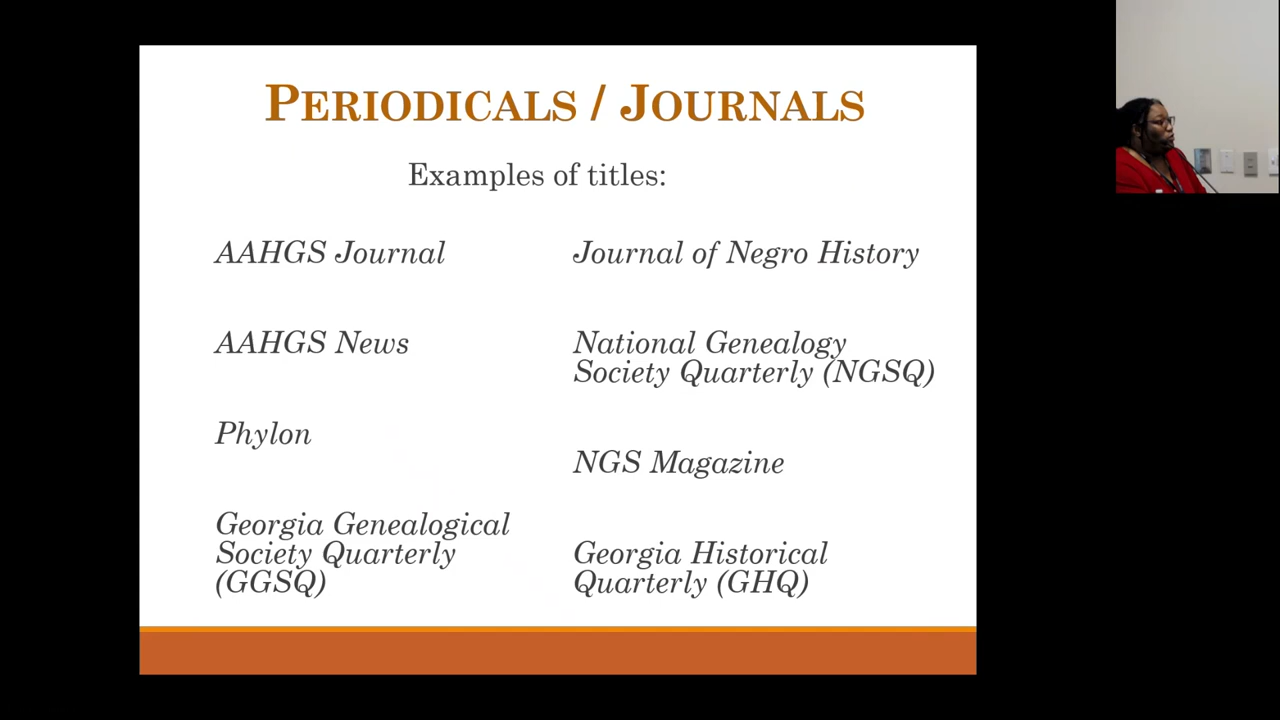 PERIODICALS / JOURNALS
Examples of titles:
AAHGS Journal
AAHGS News
Phylon
Georgia Genealogical
Society Quarterly
(GGSQ)
Journal of Negro History
National Genealogy
Society Quarterly (NGSQ)
NGS Magazine
Georgia Historical
Quarterly (GHQ)